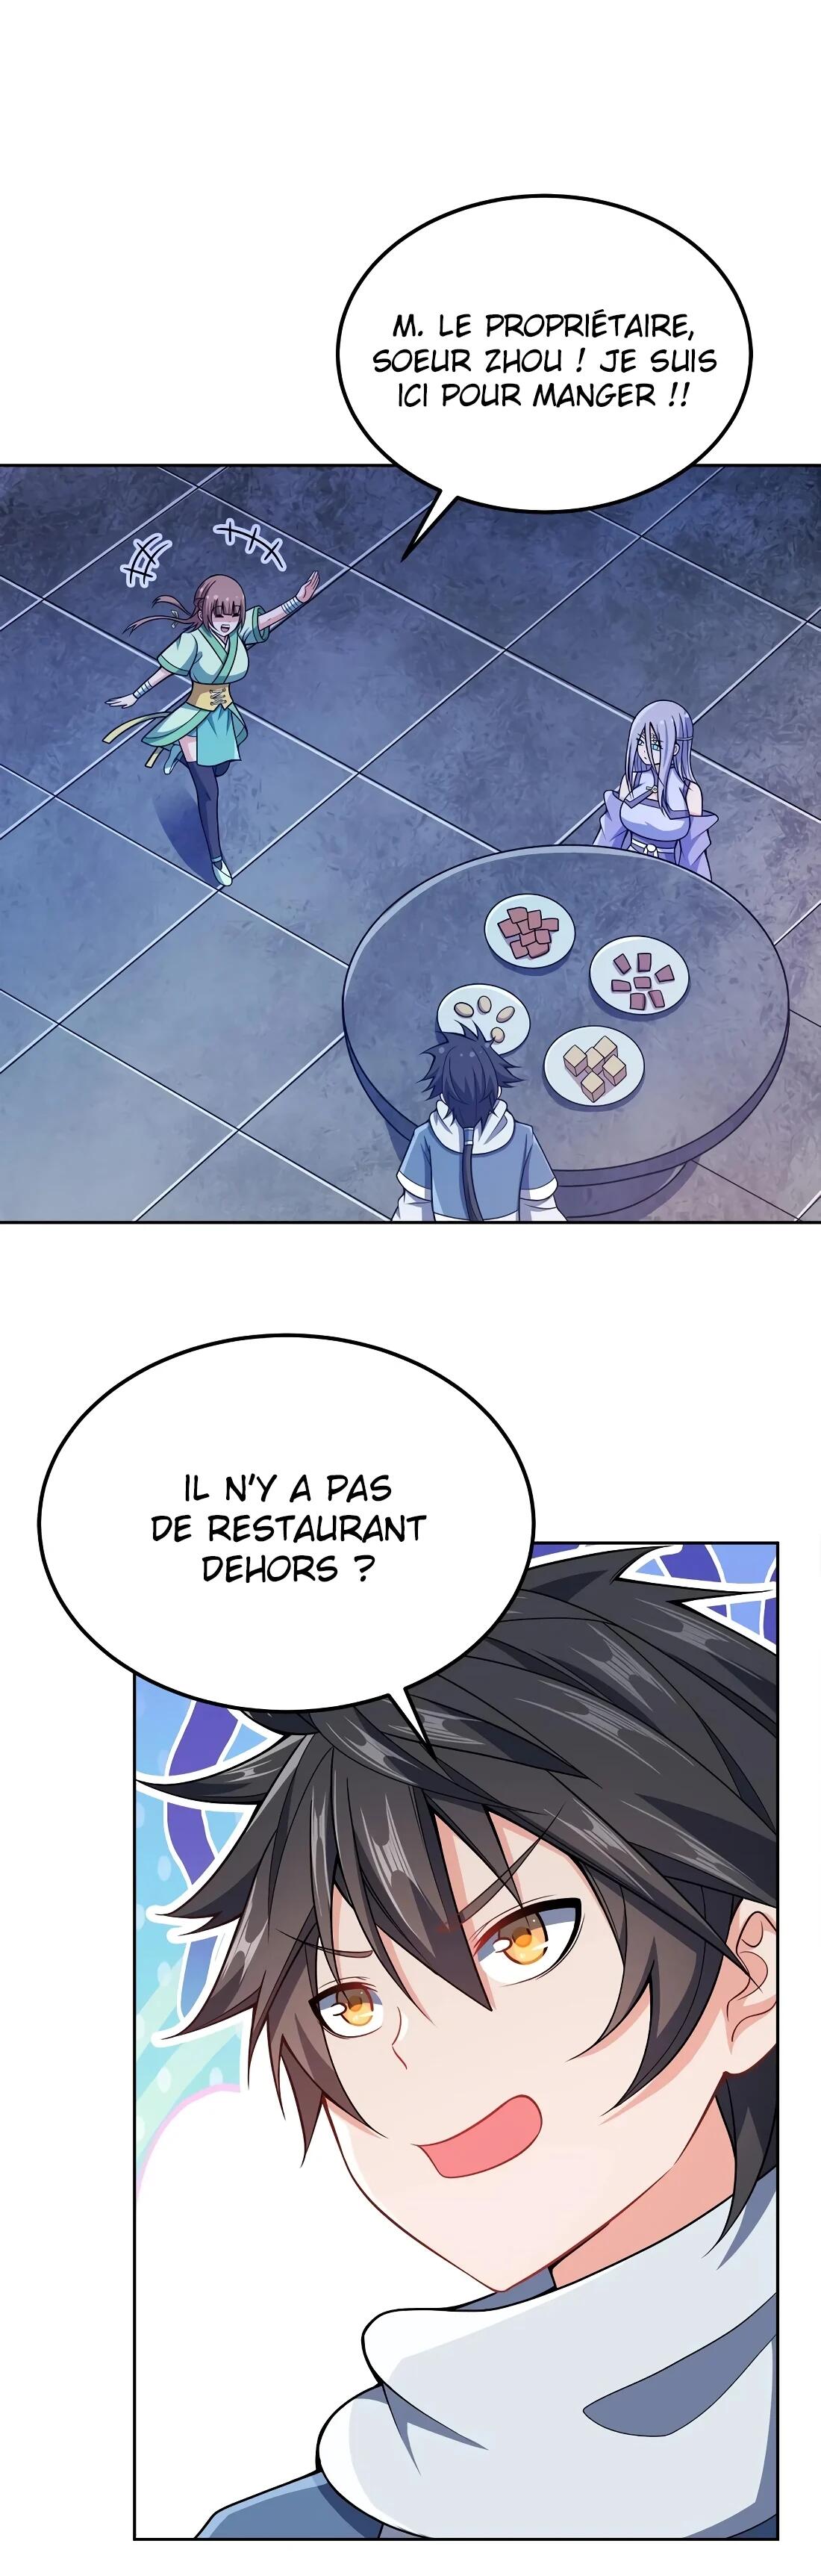 M. LE PROPRIÉTAIRE,
SOEUR ZHOU ! JE SUIS
ICI POUR MANGER !!
IL N'Y A PAS
DE RESTAURANT
DEHORS ?